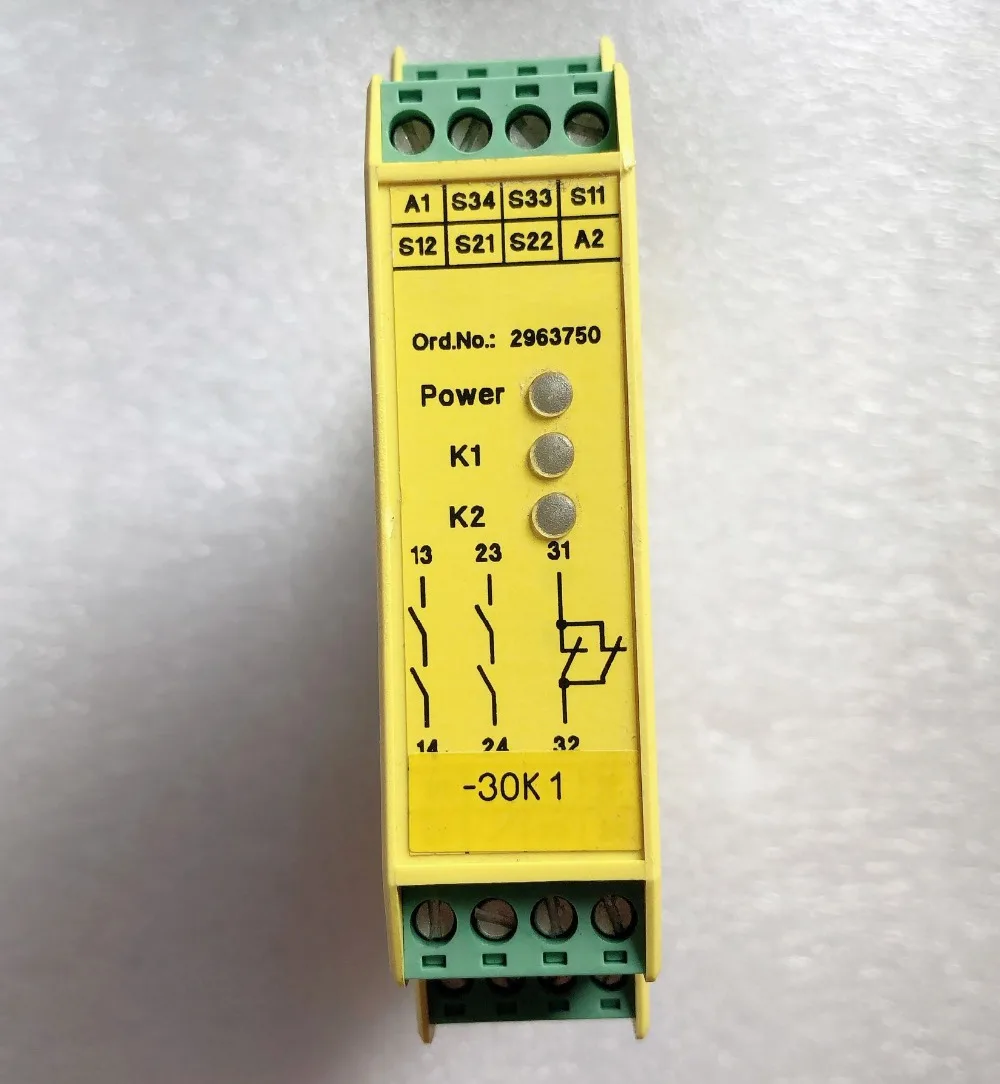 A1 S34 S33 S11
S12 S21 S22 A2
Ord.No.: 2963750
Power
K1
K2
13 23 31
14 24 32
-30K1